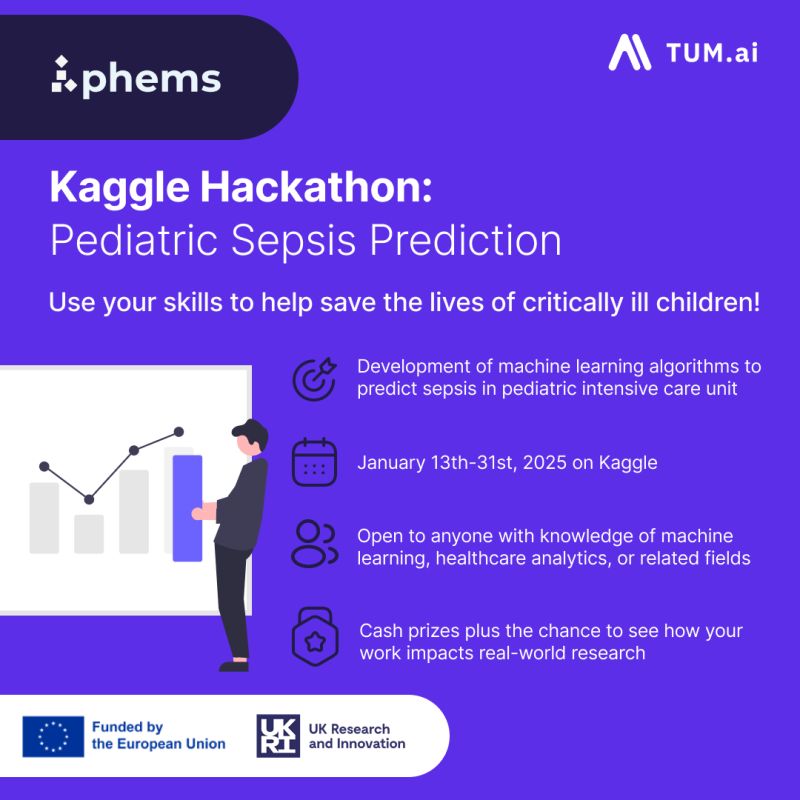 phems
TUM.ai
Kaggle Hackathon:
Pediatric Sepsis Prediction
Use your skills to help save the lives of critically ill children!
Development of machine learning algorithms to
predict sepsis in pediatric intensive care unit
January 13th-31st, 2025 on Kaggle
Open to anyone with knowledge of machine
learning, healthcare analytics, or related fields
Cash prizes plus the chance to see how your
work impacts real-world research
Funded by
the European Union
UK
RI
UK Research
and Innovation